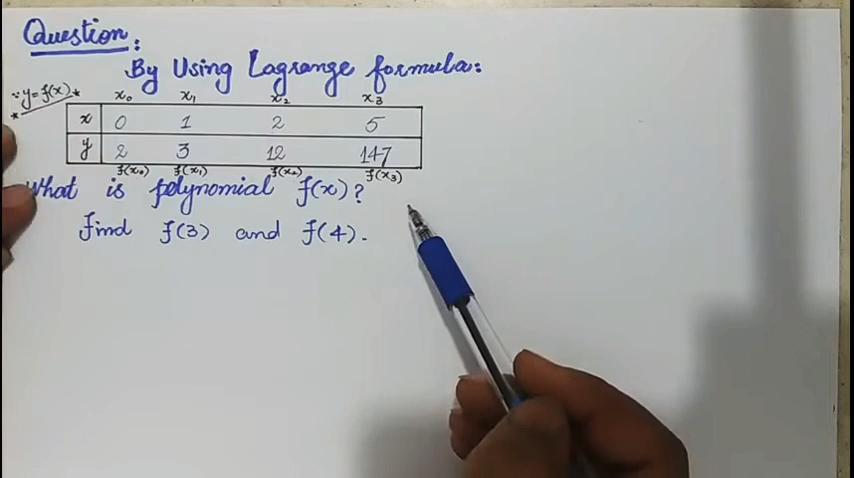 Question:
By Using Lagrange formula:
∵ y=f(x)
x₀ x₁ x₂ x₃
x 0 1 2 5
y 2 3 12 147
f(x₀) f(x₁) f(x₂) f(x₃)
What is polynomial f(x)?
find f(3) and f(4).